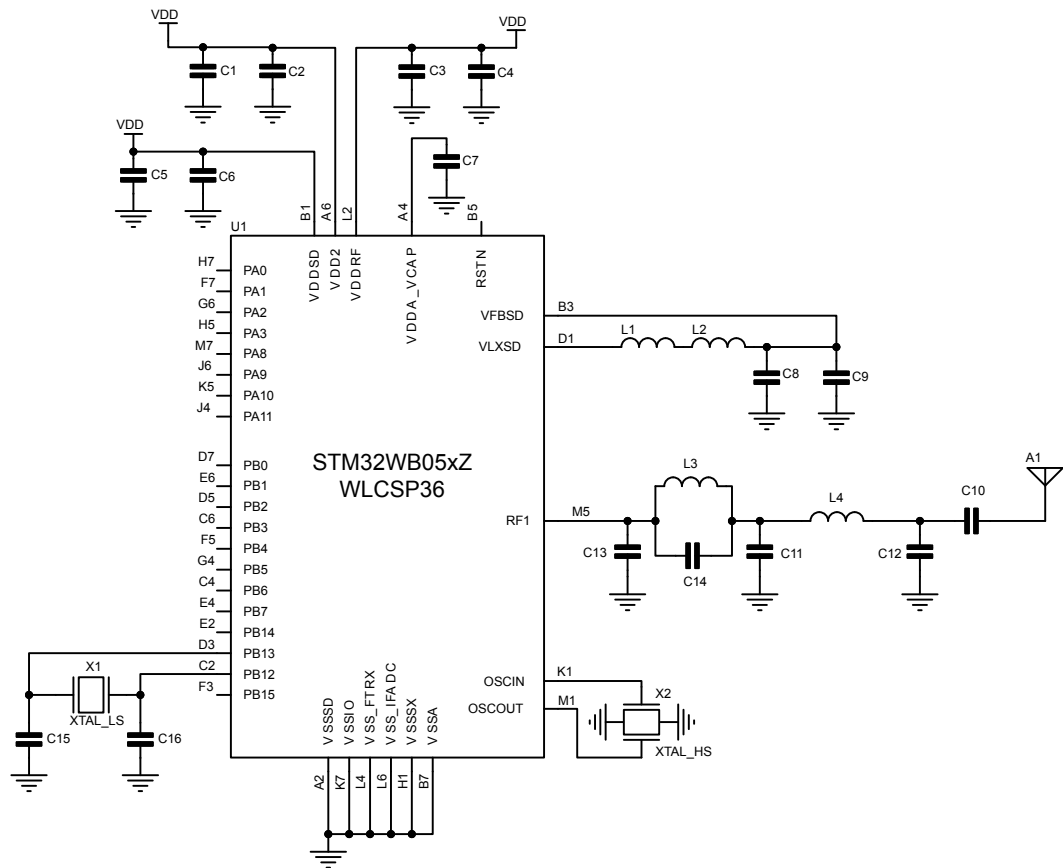 VDD
VDD
C1
C2
C3
C4
VDD
C5
C6
C7
B1
A6
L2
A4
B5
U1
VDDSD
VDD2
VDDRF
VDDA_VCAP
RSTN
H7 PA0
F7 PA1
G6 PA2
H5 PA3
M7 PA8
J6 PA9
K5 PA10
J4 PA11
VFBSD B3
VLXSD D1
L1
L2
C8
C9
STM32WB05xZ
WLCSP36
D7 PB0
E6 PB1
D5 PB2
C6 PB3
F5 PB4
G4 PB5
C4 PB6
E4 PB7
E2 PB14
D3 PB13
C2 PB12
F3 PB15
RF1 M5
L3
L4
C10
A1
C13
C14
C11
C12
X1
XTAL_LS
C15
C16
OSCIN K1
OSCOUT M1
X2
XTAL_HS
VSSSD
VSSIO
VSS_FTRX
VSS_IFADC
VSSSX
VSSA
A2
K7
L4
L6
H1
B7